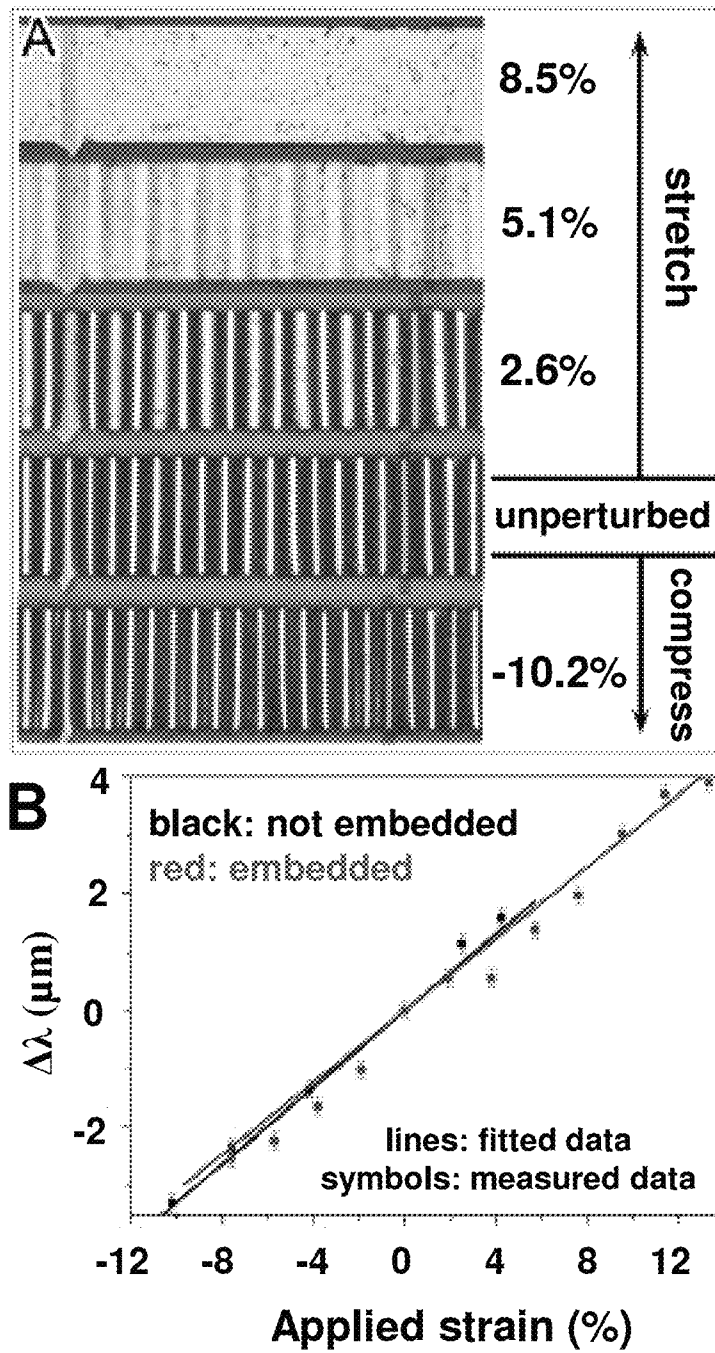 A
8.5%
5.1%
2.6%
unperturbed
-10.2%
stretch
compress
B
black: not embedded
red: embedded
lines: fitted data
symbols: measured data
4
2
0
-2
Δλ (μm)
-12 -8 -4 0 4 8 12
Applied strain (%)